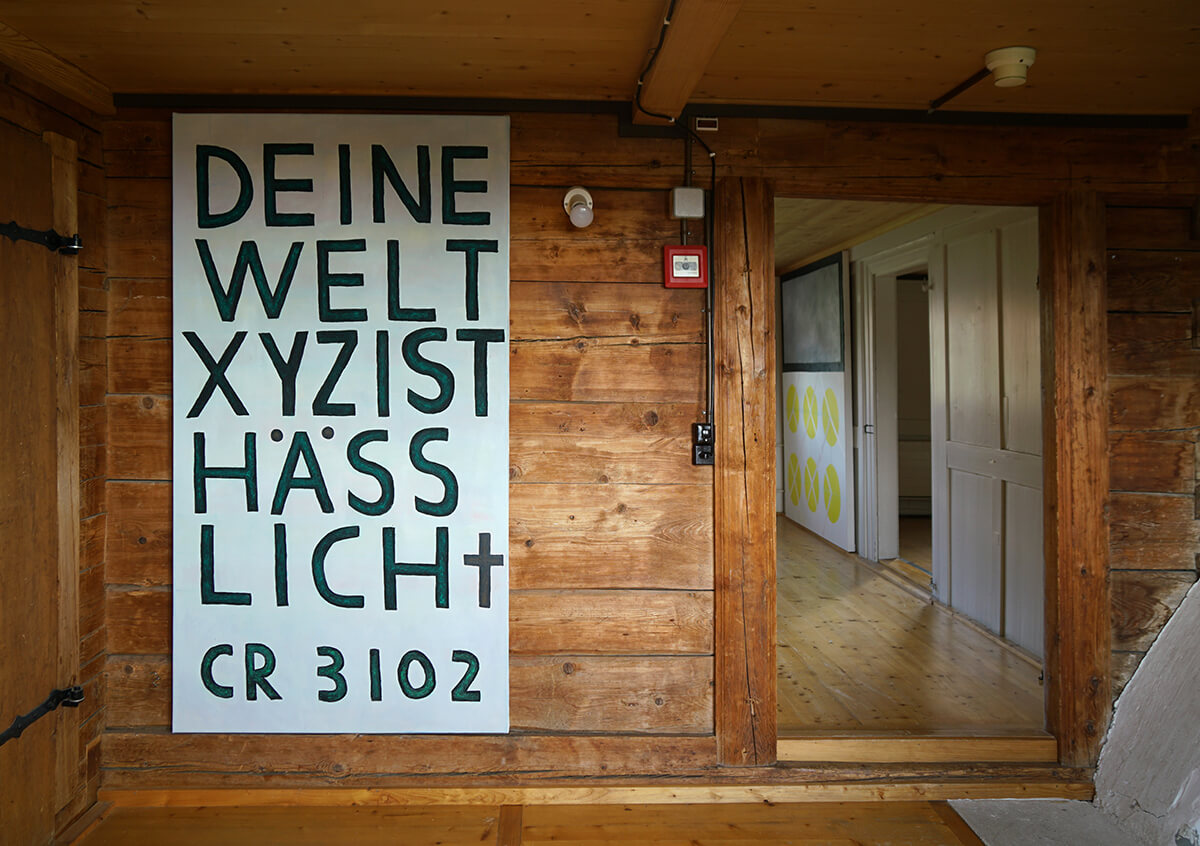 DEINE
WELT
XYZIST
HÄSS
LICH†
CR 3102